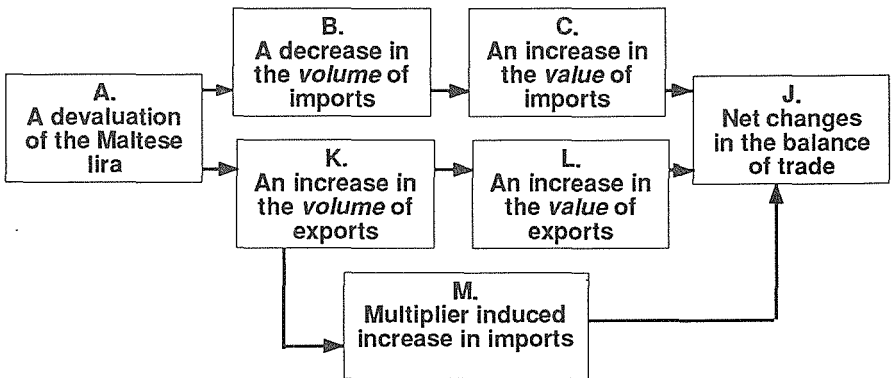 A.
A devaluation
of the Maltese
lira
B.
A decrease in
the volume of
imports
C.
An increase in
the value of
imports
K.
An increase in
the volume of
exports
L.
An increase in
the value of
exports
J.
Net changes
in the balance
of trade
M.
Multiplier induced
increase in imports